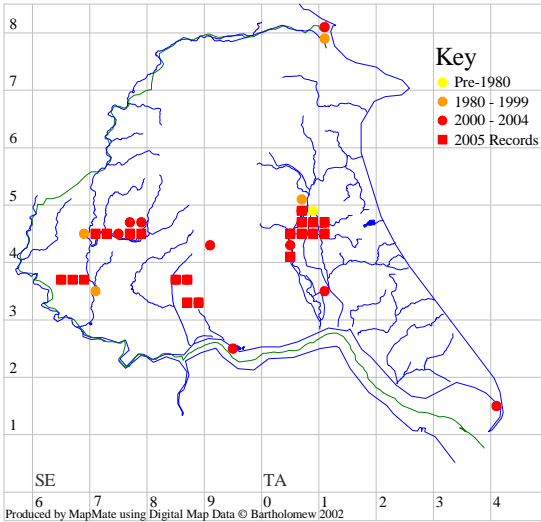 8
7
6
5
4
3
2
1
Key
Pre-1980
1980 - 1999
2000 - 2004
2005 Records
SE TA
6 7 8 9 0 1 2 3 4
Produced by MapMate using Digital Map Data © Bartholomew 2002